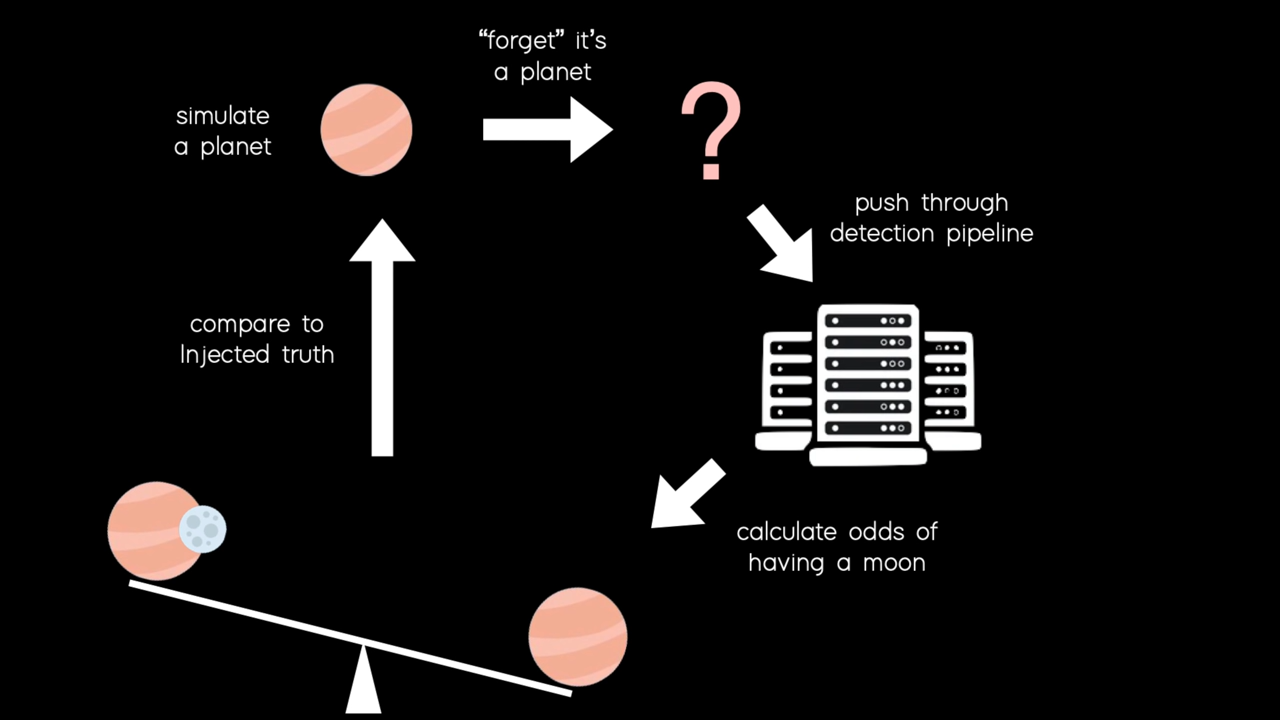 “forget” it’s
a planet
simulate
a planet
?
push through
detection pipeline
compare to
Injected truth
calculate odds of
having a moon